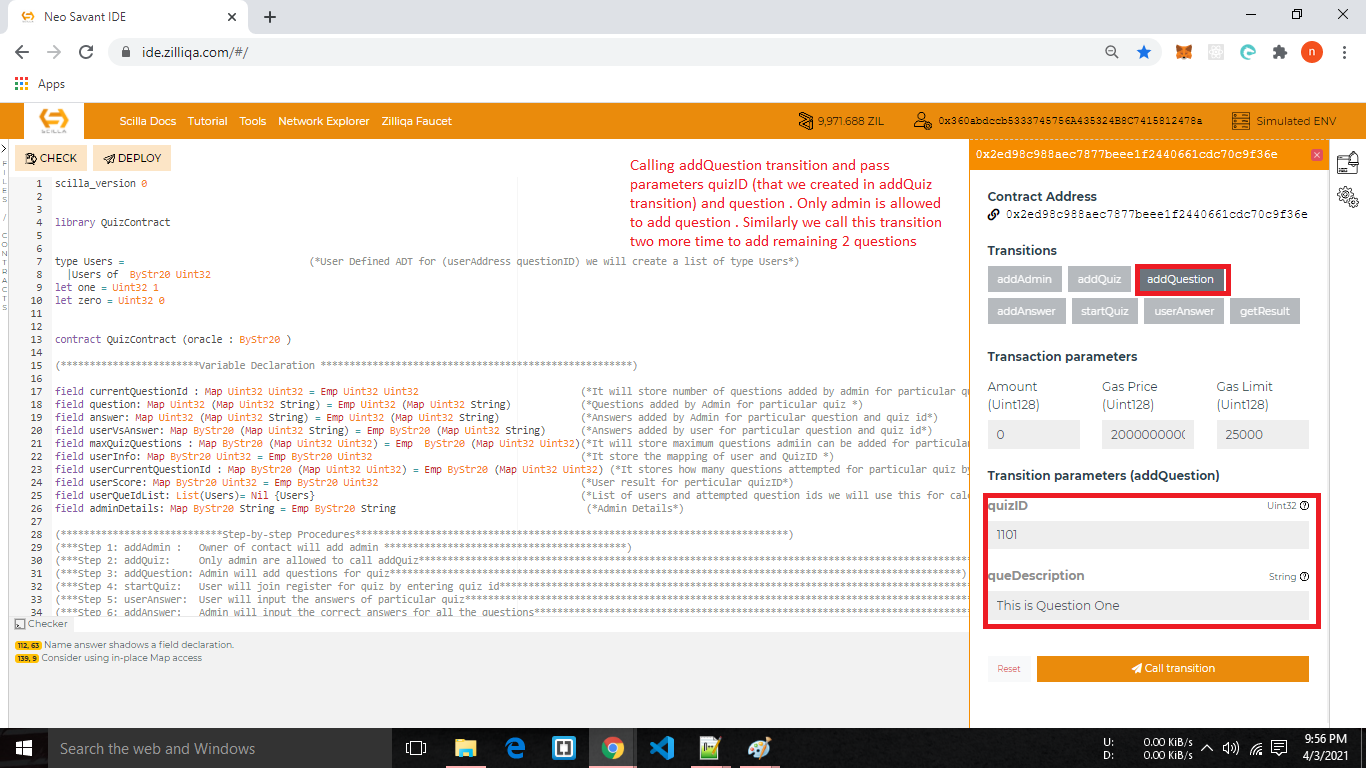 Neo Savant IDE
ide.zilliqa.com/#/
n
Apps
SCILLA
Scilla Docs Tutorial Tools Network Explorer Zilliqa Faucet
9,971.688 ZIL
0x360abdccb5333745756A435324B8C7415812478a
Simulated ENV
FILES / CONTRACTS
CHECK DEPLOY
1 scilla_version 0
2
3
4 library QuizContract
5
6
7 type Users = (*User Defined ADT for (userAddress questionID) we will create a list of type Users*)
8 |Users of ByStr20 Uint32
9 let one = Uint32 1
10 let zero = Uint32 0
11
12
13 contract QuizContract (oracle : ByStr20 )
14
15 (************************Variable Declaration ******************************************************)
16
17 field currentQuestionId : Map Uint32 Uint32 = Emp Uint32 Uint32 (*It will store number of questions added by admin for particular qu
18 field question: Map Uint32 (Map Uint32 String) = Emp Uint32 (Map Uint32 String) (*Questions added by Admin for particular quiz *)
19 field answer: Map Uint32 (Map Uint32 String) = Emp Uint32 (Map Uint32 String) (*Answers added by Admin for particular question and quiz id*)
20 field userVsAnswer: Map ByStr20 (Map Uint32 String) = Emp ByStr20 (Map Uint32 String) (*Answers added by user for particular question and quiz id*)
21 field maxQuizQuestions : Map ByStr20 (Map Uint32 Uint32) = Emp ByStr20 (Map Uint32 Uint32)(*It will store maximum questions admiin can be added for particular
22 field userInfo: Map ByStr20 Uint32 = Emp ByStr20 Uint32 (*It store the mapping of user and QuizID *)
23 field userCurrentQuestionId : Map ByStr20 (Map Uint32 Uint32) = Emp ByStr20 (Map Uint32 Uint32) (*It stores how many questions attempted for particular quiz by
24 field userScore: Map ByStr20 Uint32 = Emp ByStr20 Uint32 (*User result for perticular quizID*)
25 field userQueIdList: List(Users)= Nil {Users} (*List of users and attempted question ids we will use this for calc
26 field adminDetails: Map ByStr20 String = Emp ByStr20 String (*Admin Details*)
27
28 (****************************Step-by-step Procedures***************************************************************************)
29 (***Step 1: addAdmin : Owner of contact will add admin ******************************************)
30 (***Step 2: addQuiz: Only admin are allowed to call addQuiz************************************************************************************************
31 (***Step 3: addQuestion: Admin will add questions for quiz***************************************************************************************************)
32 (***Step 4: startQuiz: User will join register for quiz by entering quiz id**********************************************************************************
33 (***Step 5: userAnswer: User will input the answers of particular quiz****************************************************************************************
34 (***Step 6: addAnswer: Admin will input the correct answers for all the questions****************************************************************************
Calling addQuestion transition and pass
parameters quizID (that we created in addQuiz
transition) and question . Only admin is allowed
to add question . Similarly we call this transition
two more time to add remaining 2 questions
Checker
112, 63 Name answer shadows a field declaration.
139, 9 Consider using in-place Map access
0x2ed98c988aec7877beee1f2440661cdc70c9f36e
Contract Address
0x2ed98c988aec7877beee1f2440661cdc70c9f36e
Transitions
addAdmin addQuiz addQuestion
addAnswer startQuiz userAnswer getResult
Transaction parameters
Amount (Uint128) Gas Price (Uint128) Gas Limit (Uint128)
0 2000000000 25000
Transition parameters (addQuestion)
quizID Uint32
1101
queDescription String
This is Question One
Reset Call transition
Search the web and Windows
U: 0.00 KiB/s
D: 0.00 KiB/s
9:56 PM
4/3/2021